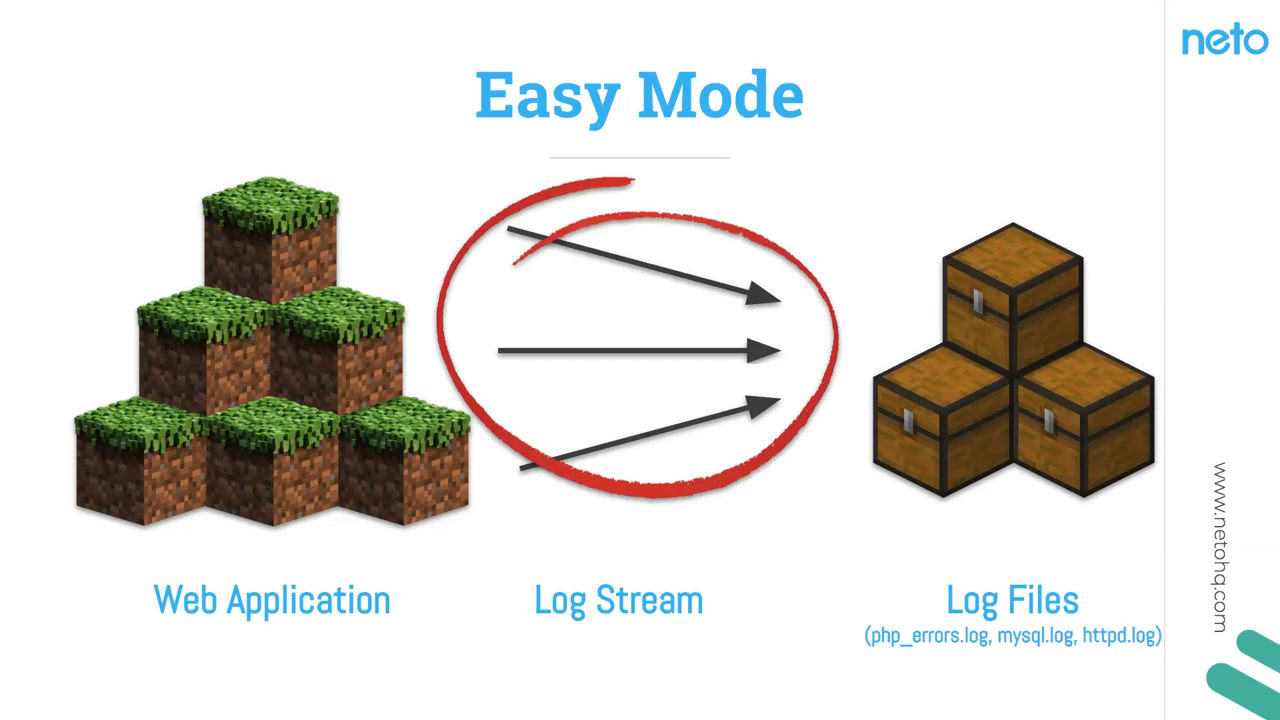 neto
Easy Mode
Web Application
Log Stream
Log Files
(php_errors.log, mysql.log, httpd.log)
www.netohq.com